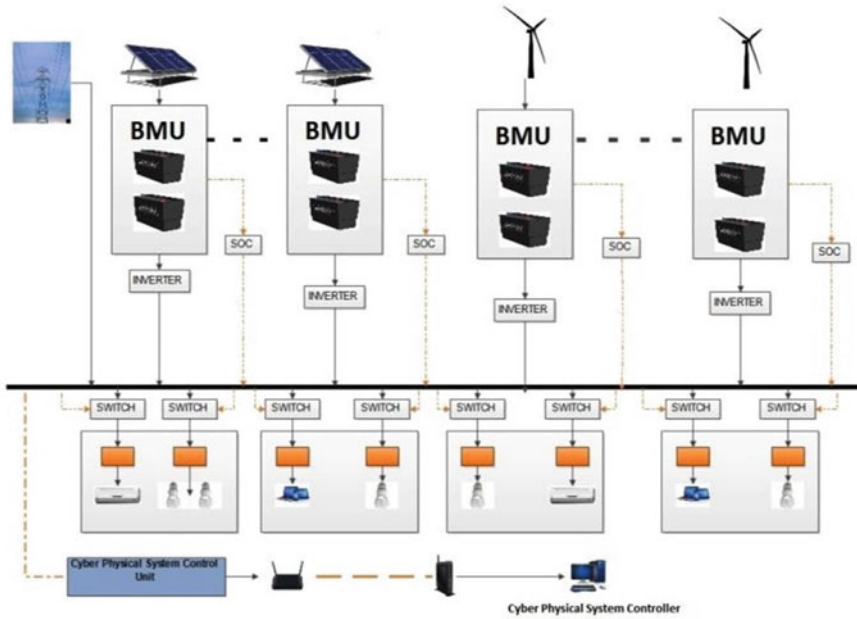 BMU
BMU
BMU
BMU
SOC
SOC
SOC
SOC
INVERTER
INVERTER
INVERTER
INVERTER
SWITCH
SWITCH
SWITCH
SWITCH
SWITCH
SWITCH
SWITCH
SWITCH
Cyber Physical System Control
Unit
Cyber Physical System Controller